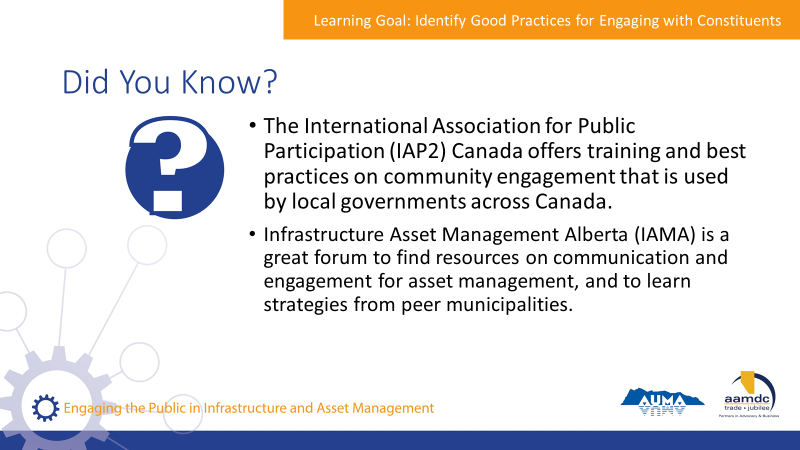 Learning Goal: Identify Good Practices for Engaging with Constituents
Did You Know?
?
• The International Association for Public
Participation (IAP2) Canada offers training and best
practices on community engagement that is used
by local governments across Canada.
• Infrastructure Asset Management Alberta (IAMA) is a
great forum to find resources on communication and
engagement for asset management, and to learn
strategies from peer municipalities.
Engaging the Public in Infrastructure and Asset Management
AUMA
aamdc
trade • jubilee
Partners in Advocacy & Business